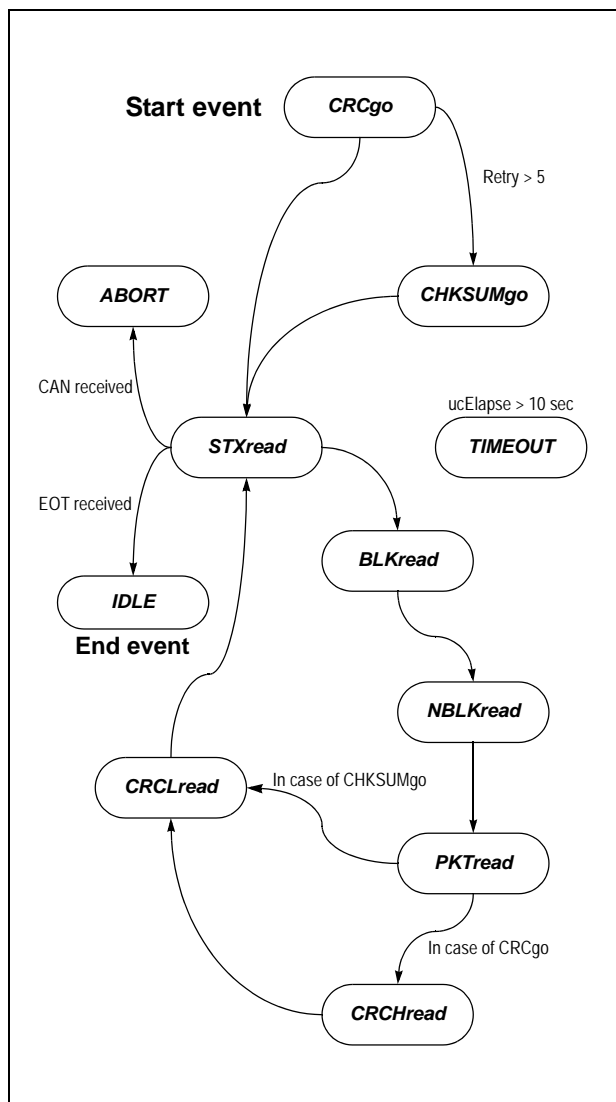 Start event
CRCgo
Retry > 5
ABORT
CHKSUMgo
CAN received
ucElapse > 10 sec
STXread
TIMEOUT
EOT received
BLKread
IDLE
End event
NBLKread
In case of CHKSUMgo
CRCLread
PKTread
In case of CRCgo
CRCHread